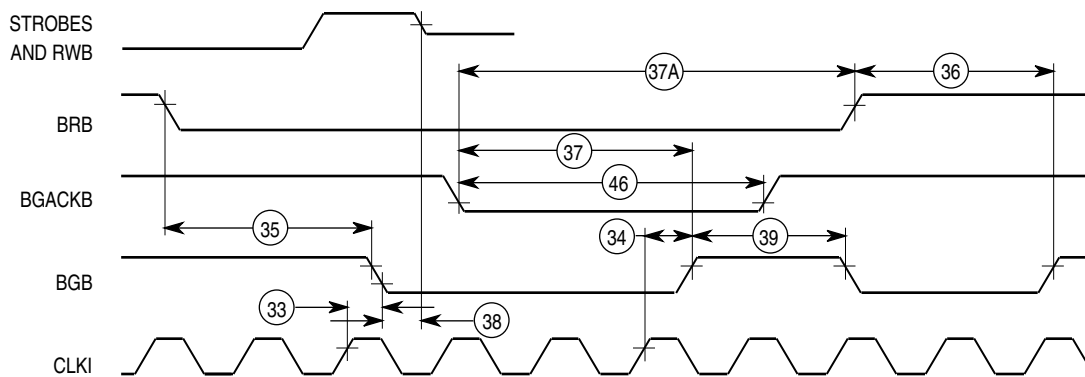 STROBES
AND RWB
37A
36
BRB
37
46
BGACKB
35
34
39
BGB
33
38
CLKI